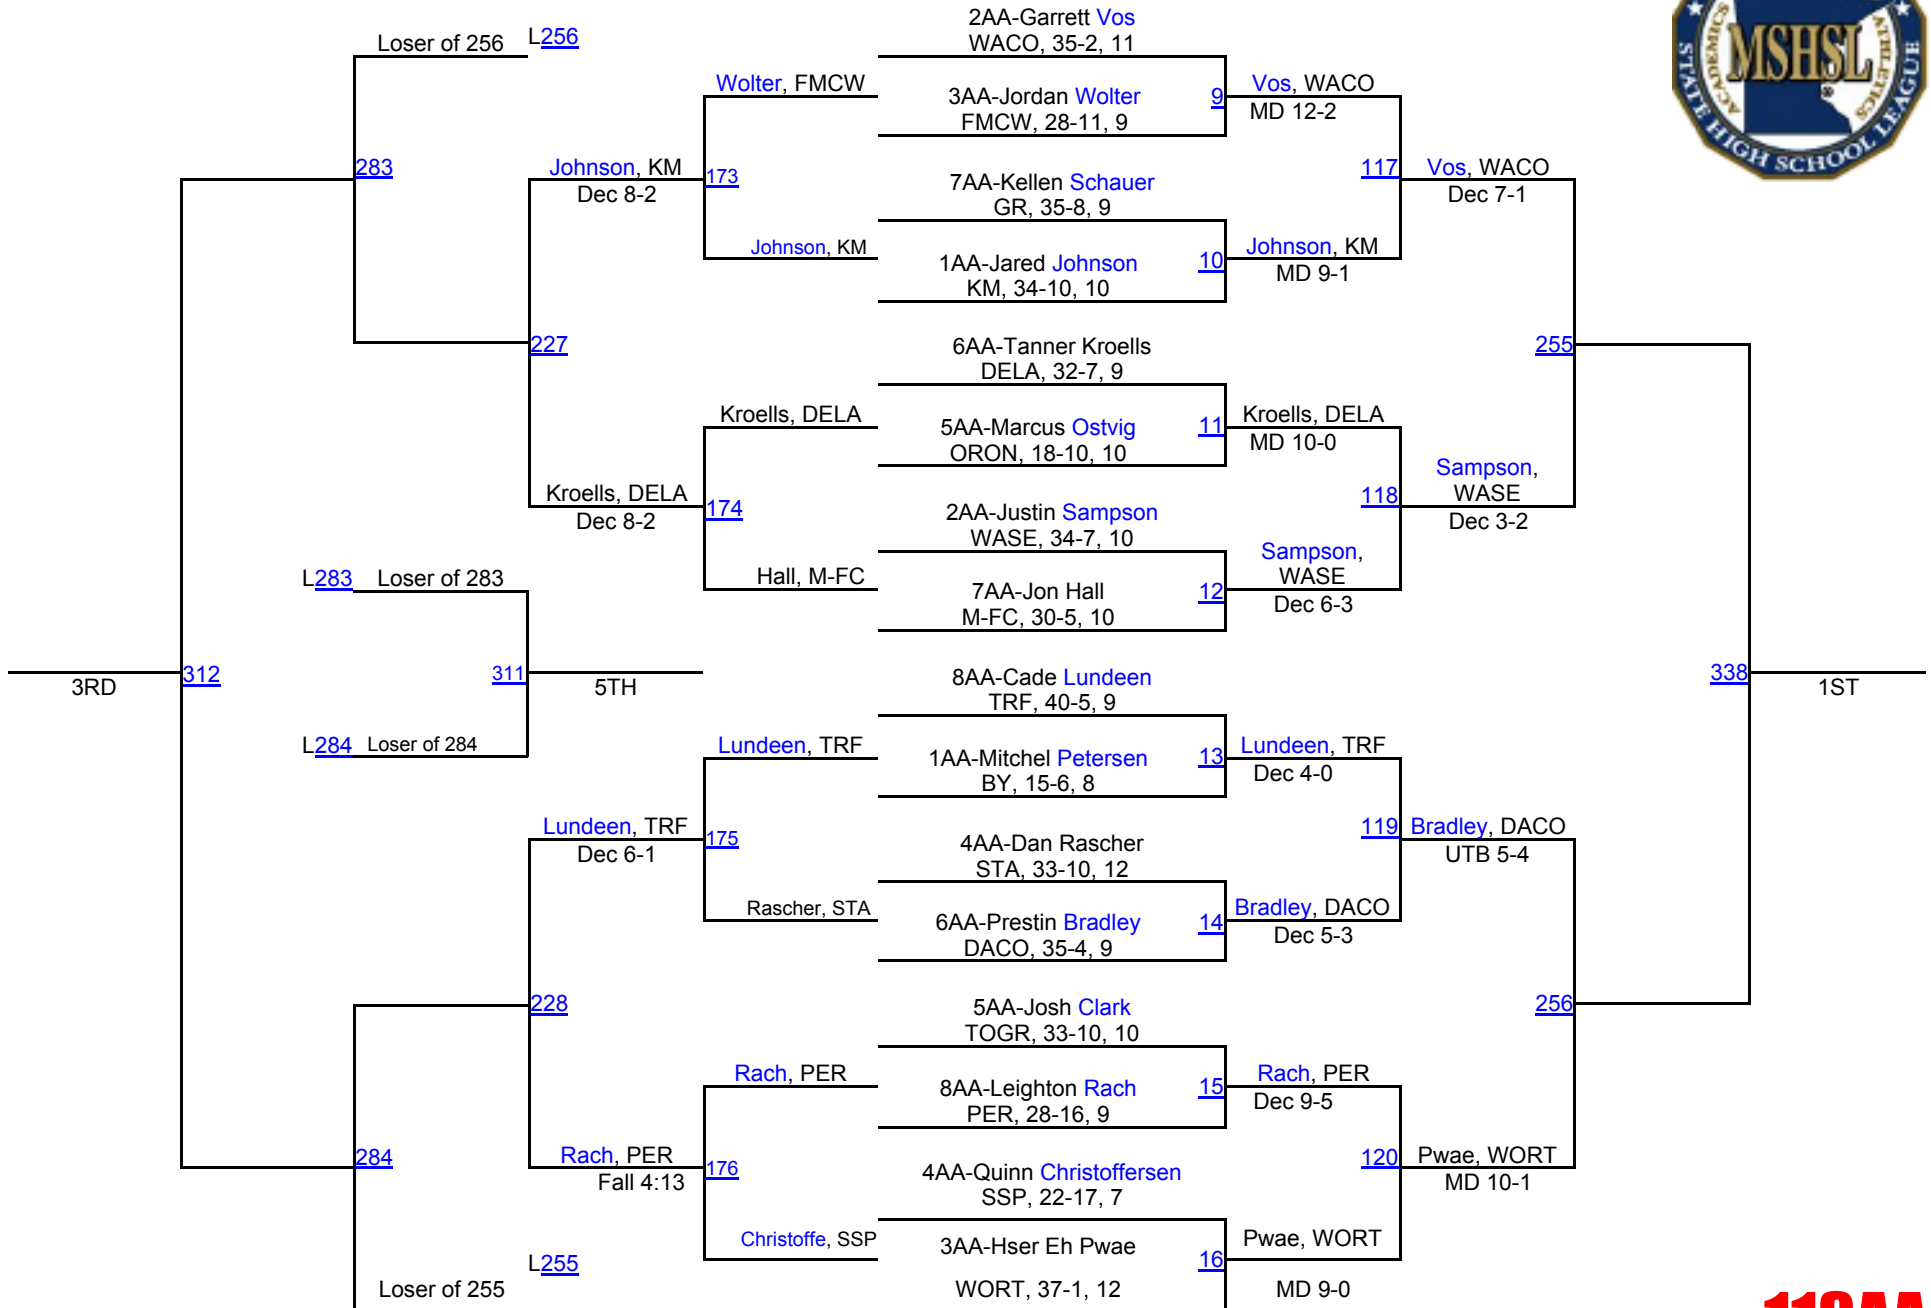 Loser of 256
L256
2AA-Garrett Vos
WACO, 35-2, 11
Wolter, FMCW
3AA-Jordan Wolter
FMCW, 28-11, 9
9
Vos, WACO
MD 12-2
283
Johnson, KM
Dec 8-2
173
7AA-Kellen Schauer
GR, 35-8, 9
117
Vos, WACO
Dec 7-1
Johnson, KM
1AA-Jared Johnson
KM, 34-10, 10
10
Johnson, KM
MD 9-1
227
6AA-Tanner Kroells
DELA, 32-7, 9
255
Kroells, DELA
5AA-Marcus Ostvig
ORON, 18-10, 10
11
Kroells, DELA
MD 10-0
Kroells, DELA
Dec 8-2
174
2AA-Justin Sampson
WASE, 34-7, 10
118
Sampson,
WASE
Dec 3-2
Hall, M-FC
7AA-Jon Hall
M-FC, 30-5, 10
12
Sampson,
WASE
Dec 6-3
L283 Loser of 283
3RD
312
311
5TH
8AA-Cade Lundeen
TRF, 40-5, 9
338
1ST
L284 Loser of 284
Lundeen, TRF
1AA-Mitchel Petersen
BY, 15-6, 8
13
Lundeen, TRF
Dec 4-0
Lundeen, TRF
Dec 6-1
175
4AA-Dan Rascher
STA, 33-10, 12
119
Bradley, DACO
UTB 5-4
Rascher, STA
6AA-Prestin Bradley
DACO, 35-4, 9
14
Bradley, DACO
Dec 5-3
228
5AA-Josh Clark
TOGR, 33-10, 10
256
Rach, PER
8AA-Leighton Rach
PER, 28-16, 9
15
Rach, PER
Dec 9-5
284
Rach, PER
Fall 4:13
176
4AA-Quinn Christoffersen
SSP, 22-17, 7
120
Pwae, WORT
MD 10-1
Christoffe, SSP
3AA-Hser Eh Pwae
WORT, 37-1, 12
16
Pwae, WORT
MD 9-0
L255
Loser of 255
MSHSL
ACADEMICS
ATHLETICS
STATE HIGH SCHOOL LEAGUE